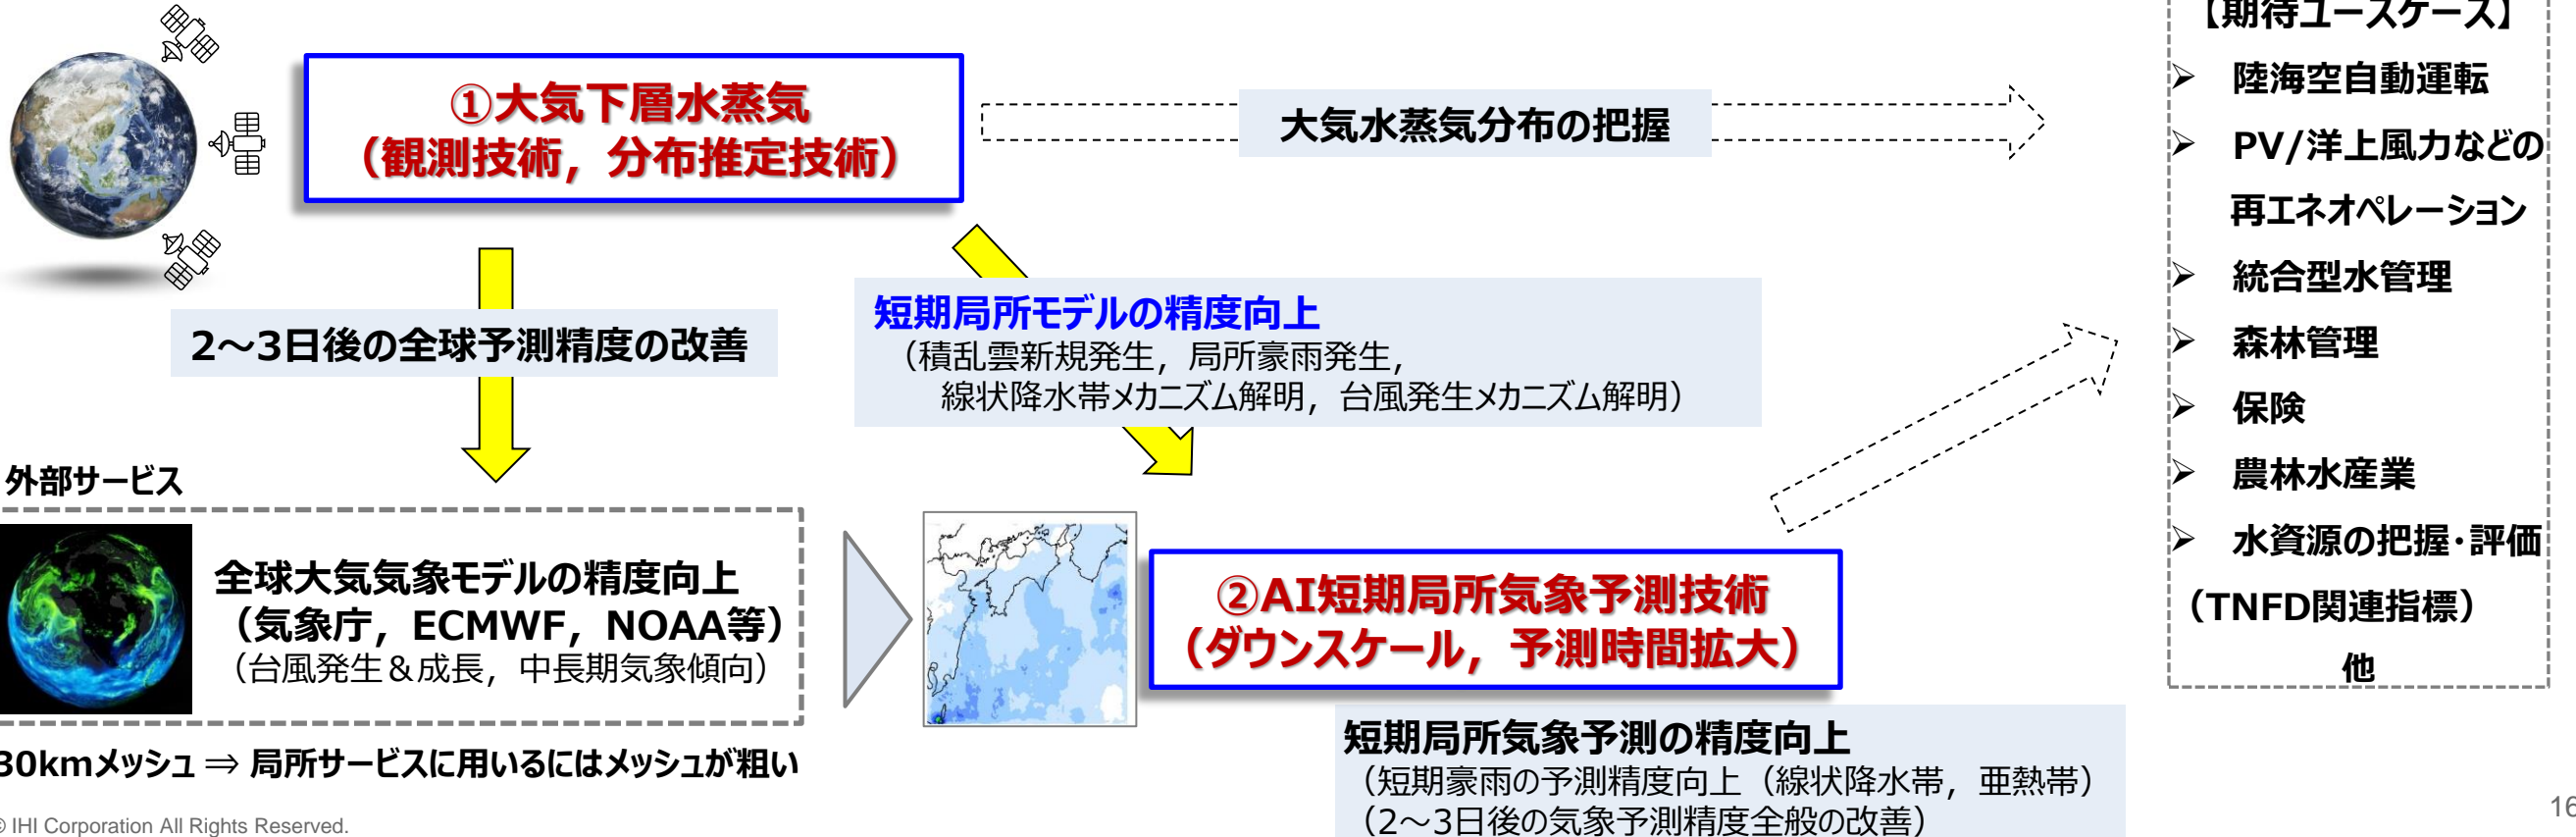 ①大気下層水蒸気
（観測技術，分布推定技術）
大気水蒸気分布の把握
2～3日後の全球予測精度の改善
短期局所モデルの精度向上
（積乱雲新規発生，局所豪雨発生，
線状降水帯メカニズム解明，台風発生メカニズム解明）
外部サービス
全球大気気象モデルの精度向上
（気象庁，ECMWF，NOAA等）
（台風発生＆成長，中長期気象傾向）
30kmメッシュ ⇒ 局所サービスに用いるにはメッシュが粗い
②AI短期局所気象予測技術
（ダウンスケール，予測時間拡大）
短期局所気象予測の精度向上
（短期豪雨の予測精度向上（線状降水帯，亜熱帯）
（2～3日後の気象予測精度全般の改善）
【期待ユースケース】
➢ 陸海空自動運転
➢ PV/洋上風力などの
再エネオペレーション
➢ 統合型水管理
➢ 森林管理
➢ 保険
➢ 農林水産業
➢ 水資源の把握・評価
（TNFD関連指標）
他
© IHI Corporation All Rights Reserved.
16